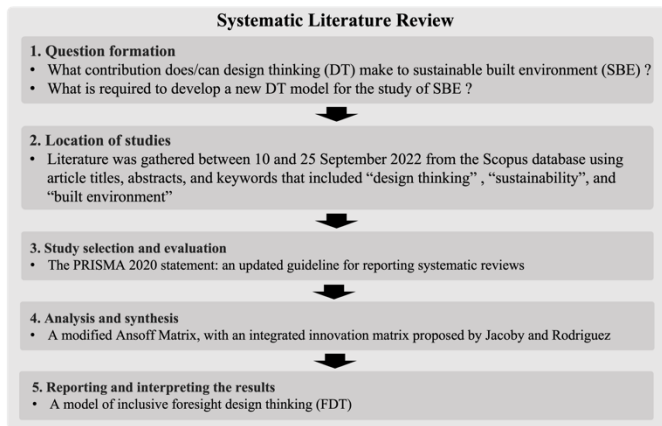 Systematic Literature Review
1. Question formation
• What contribution does/can design thinking (DT) make to sustainable built environment (SBE) ?
• What is required to develop a new DT model for the study of SBE ?
2. Location of studies
• Literature was gathered between 10 and 25 September 2022 from the Scopus database using
article titles, abstracts, and keywords that included “design thinking” , “sustainability”, and
“built environment”
3. Study selection and evaluation
• The PRISMA 2020 statement: an updated guideline for reporting systematic reviews
4. Analysis and synthesis
• A modified Ansoff Matrix, with an integrated innovation matrix proposed by Jacoby and Rodriguez
5. Reporting and interpreting the results
• A model of inclusive foresight design thinking (FDT)